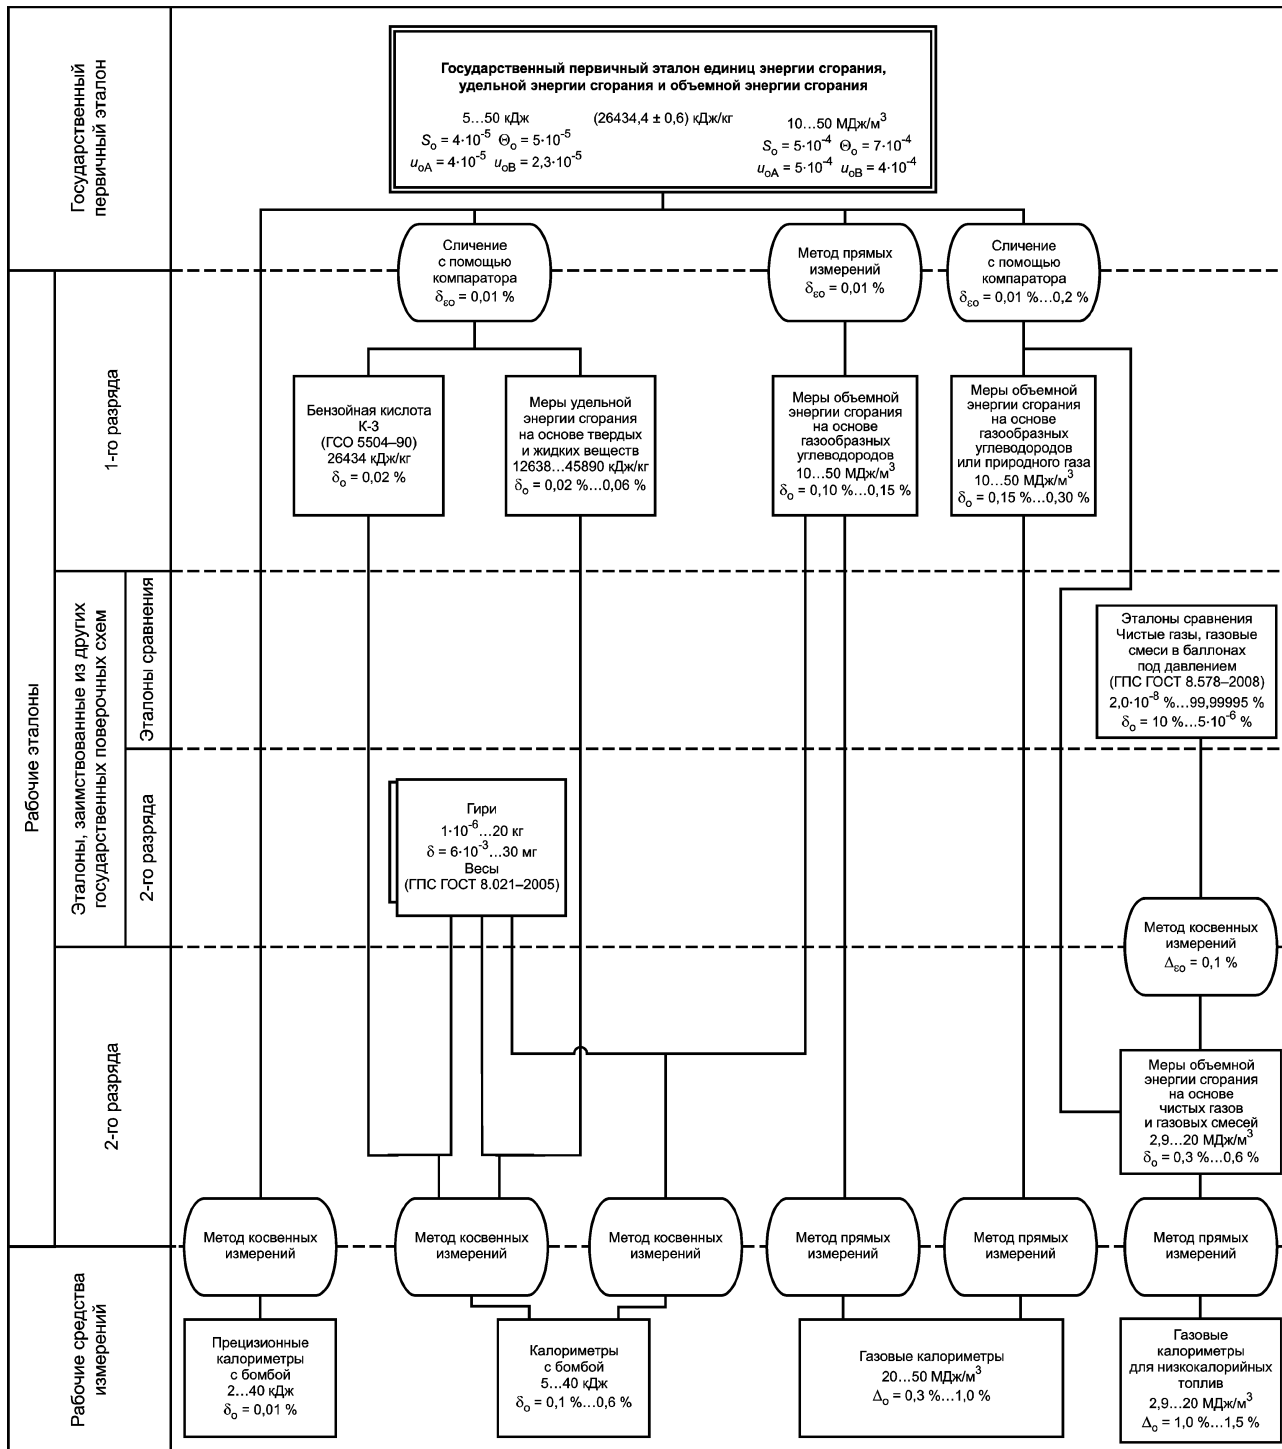 Государственный
первичный эталон
Государственный первичный эталон единиц энергии сгорания,
удельной энергии сгорания и объемной энергии сгорания
5...50 кДж
S₀ = 4·10⁻⁵ Θ₀ = 5·10⁻⁵
u₀A = 4·10⁻⁵ u₀B = 2,3·10⁻⁵
(26434,4 ± 0,6) кДж/кг
10...50 МДж/м³
S₀ = 5·10⁻⁴ Θ₀ = 7·10⁻⁴
u₀A = 5·10⁻⁴ u₀B = 4·10⁻⁴
Сличение
с помощью
компаратора
δεo = 0,01 %
Метод прямых
измерений
δεo = 0,01 %
Сличение
с помощью
компаратора
δεo = 0,01 %...0,2 %
Рабочие эталоны
1-го разряда
Бензойная кислота
К-3
(ГСО 5504–90)
26434 кДж/кг
δo = 0,02 %
Меры удельной
энергии сгорания
на основе твердых
и жидких веществ
12638...45890 кДж/кг
δo = 0,02 %...0,06 %
Меры объемной
энергии сгорания
на основе
газообразных
углеводородов
10...50 МДж/м³
δo = 0,10 %...0,15 %
Меры объемной
энергии сгорания
на основе
газообразных
углеводородов
или природного газа
10...50 МДж/м³
δo = 0,15 %...0,30 %
Эталоны, заимствованные из других
государственных поверочных схем
Эталоны сравнения
Эталоны сравнения
Чистые газы, газовые
смеси в баллонах
под давлением
(ГПС ГОСТ 8.578–2008)
2,0·10⁻⁸ %...99,99995 %
δo = 10 %...5·10⁻⁶ %
2-го разряда
Гири
1·10⁻⁶...20 кг
δ = 6·10⁻³...30 мг
Весы
(ГПС ГОСТ 8.021–2005)
Метод косвенных
измерений
Δεo = 0,1 %
2-го разряда
Меры объемной
энергии сгорания
на основе
чистых газов
и газовых смесей
2,9...20 МДж/м³
δo = 0,3 %...0,6 %
Метод косвенных
измерений
Метод косвенных
измерений
Метод косвенных
измерений
Метод прямых
измерений
Метод прямых
измерений
Метод прямых
измерений
Рабочие средства
измерений
Прецизионные
калориметры
с бомбой
2...40 кДж
δo = 0,01 %
Калориметры
с бомбой
5...40 кДж
δo = 0,1 %...0,6 %
Газовые калориметры
20...50 МДж/м³
Δo = 0,3 %...1,0 %
Газовые
калориметры
для низкокалорийных
топлив
2,9...20 МДж/м³
Δo = 1,0 %...1,5 %